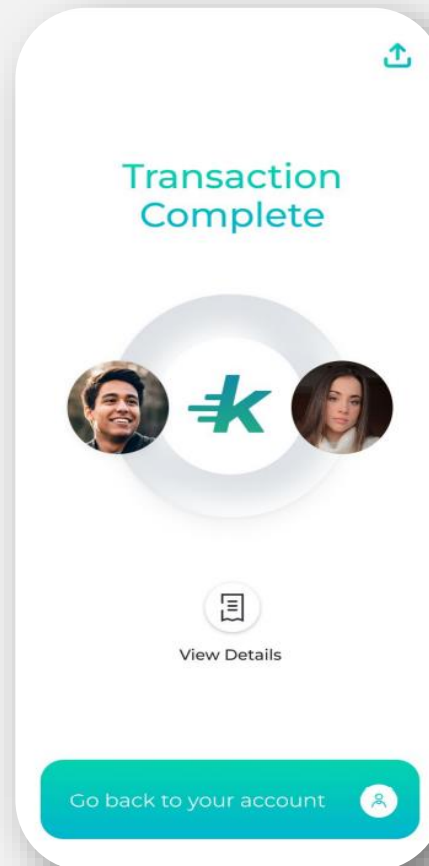 Transaction
Complete
k
View Details
Go back to your account